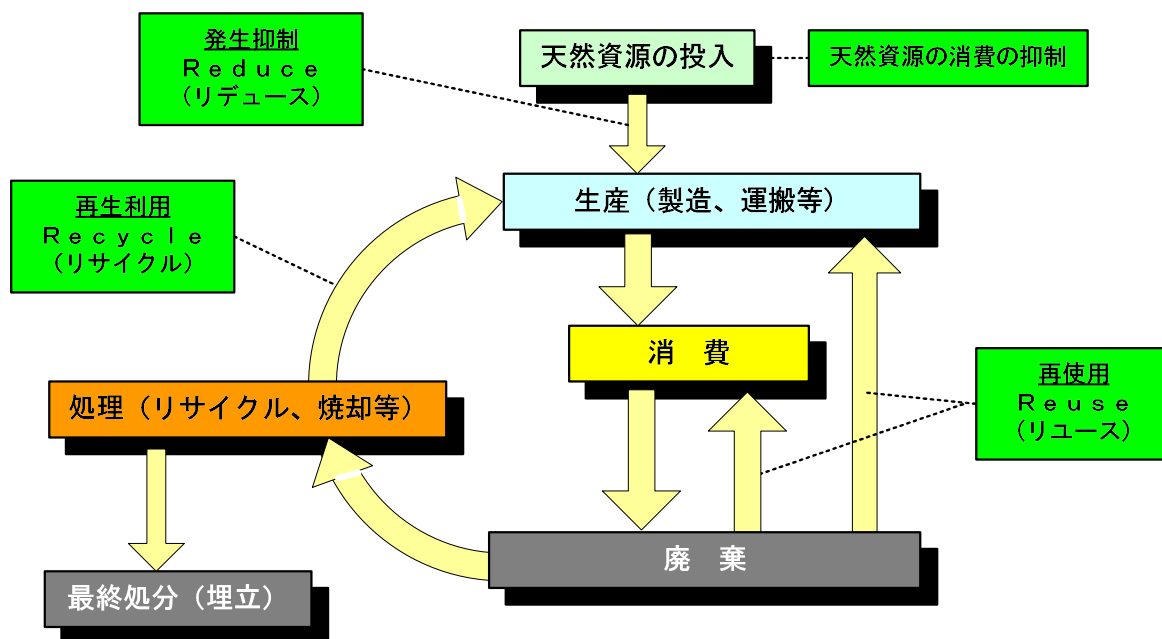 発生抑制
Ｒｅｄｕｃｅ
（リデュース）
天然資源の投入
天然資源の消費の抑制
再生利用
Ｒｅｃｙｃｌｅ
（リサイクル）
生産（製造、運搬等）
消　費
再使用
Ｒｅｕｓｅ
（リユース）
処理（リサイクル、焼却等）
廃　棄
最終処分（埋立）